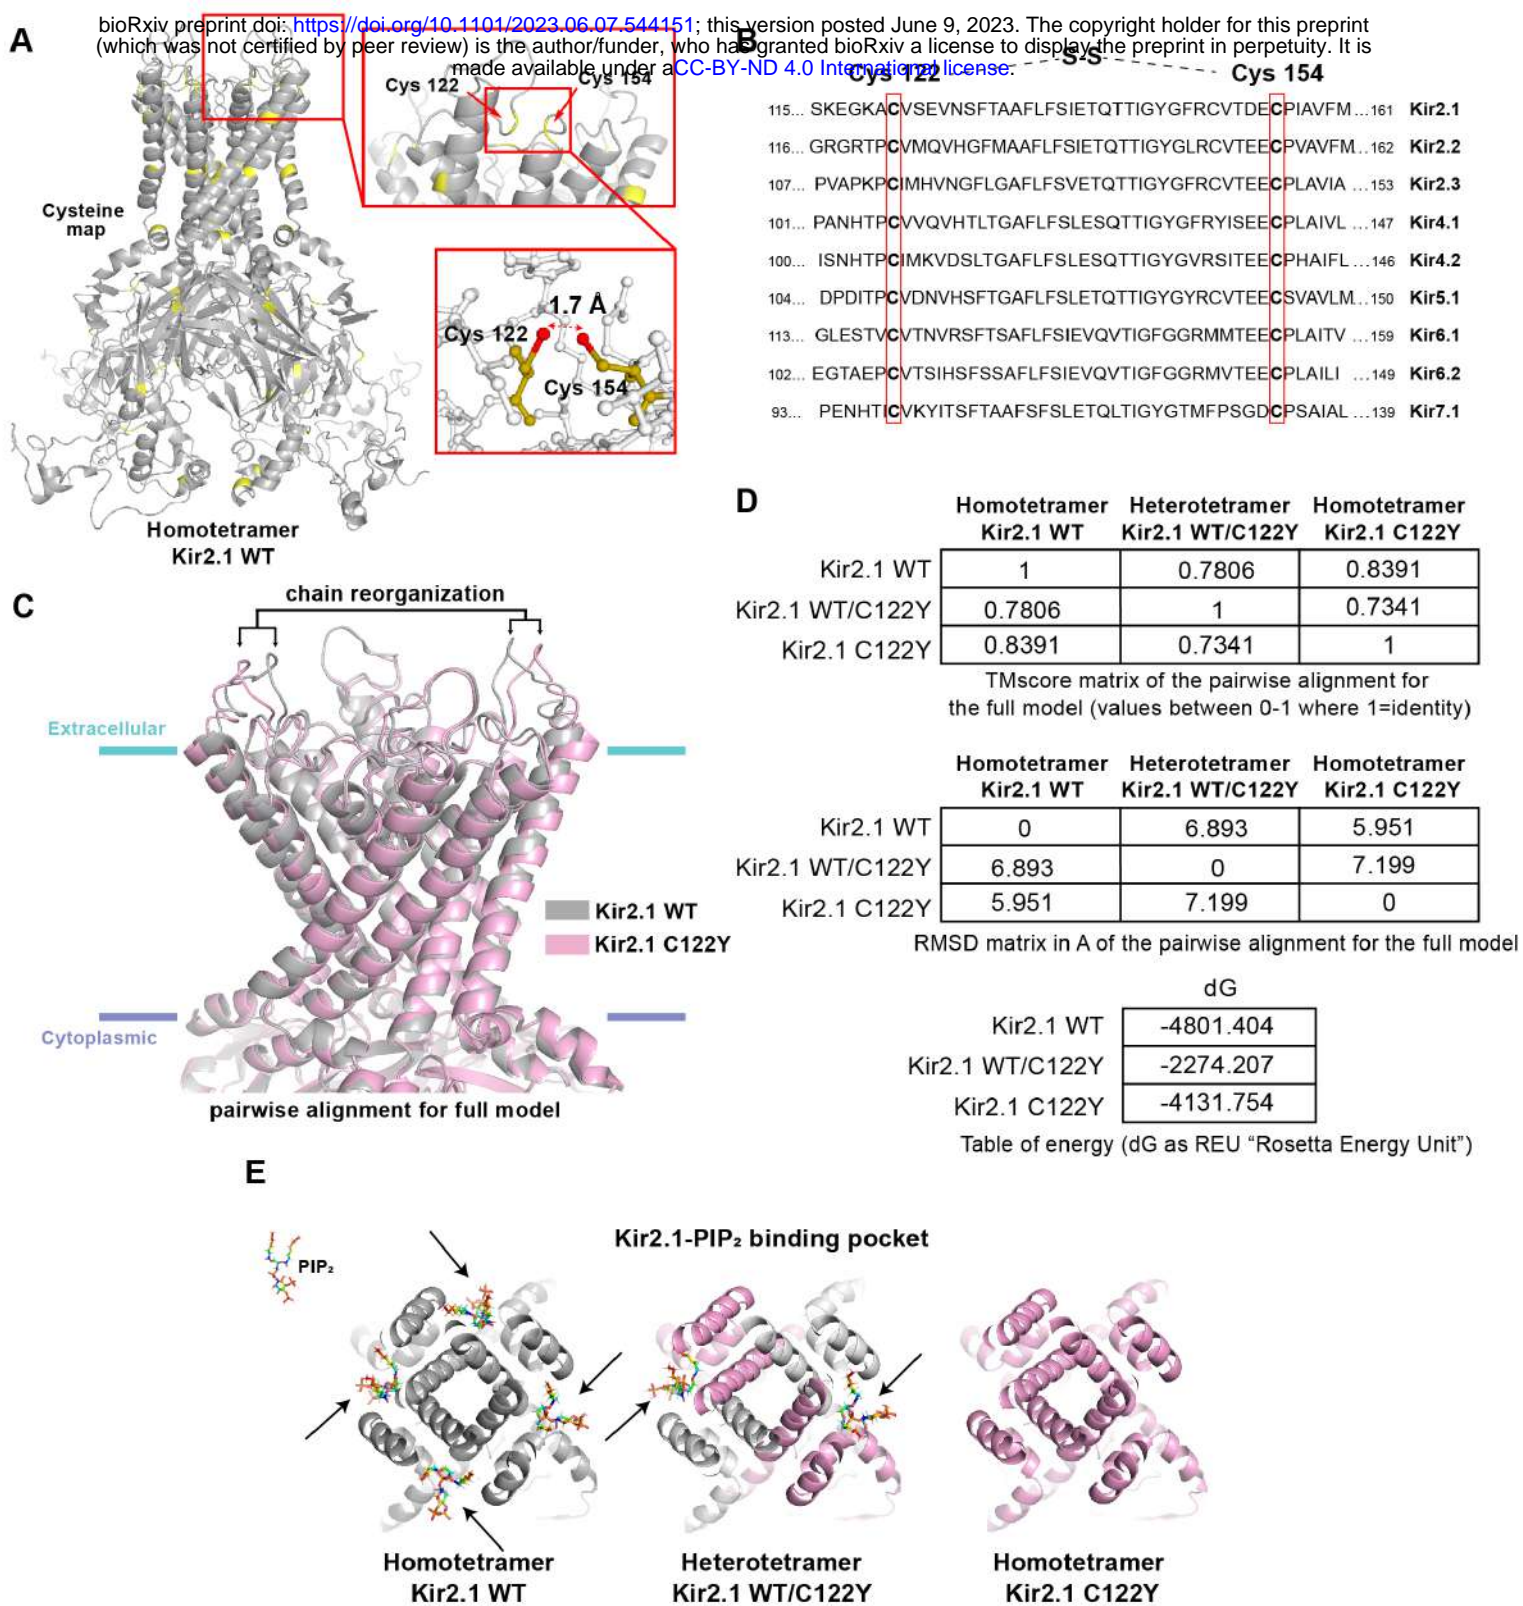 bioRxiv preprint doi: https://doi.org/10.1101/2023.06.07.544151; this version posted June 9, 2023. The copyright holder for this preprint
(which was not certified by peer review) is the author/funder, who has granted bioRxiv a license to display the preprint in perpetuity. It is
made available under aCC-BY-ND 4.0 International license.
A
Cys 122
Cys 154
Cysteine
map
1.7 Å
Cys 122
Cys 154
Homotetramer
Kir2.1 WT
B
S-S
Cys 122
Cys 154
115... SKEGKACVSEVNSFTAAFLFSIETQTTIGYGFRCVTDECPIAVFM...161 Kir2.1
116... GRGRTPCVMQVHGFMAAFLFSIETQTTIGYGLRCVTEECPVAVFM...162 Kir2.2
107... PVAPKPCIMHVNGFLGAFLFSVETQTTIGYGFRCVTEECPLAVIA ...153 Kir2.3
101... PANHTPCVVQVHTLTGAFLFSLESQTTIGYGFRYISEECPLAIVL ...147 Kir4.1
100... ISNHTPCIMKVDSLTGAFLFSLESQTTIGYGVRSITEECPHAIFL ...146 Kir4.2
104... DPDITPCVDNVHSFTGAFLFSLETQTTIGYGYRCVTEECSVAVLM...150 Kir5.1
113... GLESTVCVTNVRSFTSAFLFSIEVQVTIGFGGRMMTEECPLAITV ...159 Kir6.1
102... EGTAEPCVTSIHSFSSAFLFSIEVQVTIGFGGRMVTEECPLAILI ...149 Kir6.2
93... PENHTICVKYITSFTAAFSFSLETQLTIGYGTMFPSGDCPSAIAL ...139 Kir7.1
C
chain reorganization
Extracellular
Kir2.1 WT
Kir2.1 C122Y
Cytoplasmic
pairwise alignment for full model
D
Homotetramer Heterotetramer Homotetramer
Kir2.1 WT Kir2.1 WT/C122Y Kir2.1 C122Y
Kir2.1 WT 1 0.7806 0.8391
Kir2.1 WT/C122Y 0.7806 1 0.7341
Kir2.1 C122Y 0.8391 0.7341 1
TMscore matrix of the pairwise alignment for
the full model (values between 0-1 where 1=identity)
Homotetramer Heterotetramer Homotetramer
Kir2.1 WT Kir2.1 WT/C122Y Kir2.1 C122Y
Kir2.1 WT 0 6.893 5.951
Kir2.1 WT/C122Y 6.893 0 7.199
Kir2.1 C122Y 5.951 7.199 0
RMSD matrix in A of the pairwise alignment for the full model
dG
Kir2.1 WT -4801.404
Kir2.1 WT/C122Y -2274.207
Kir2.1 C122Y -4131.754
Table of energy (dG as REU “Rosetta Energy Unit”)
E
Kir2.1-PIP₂ binding pocket
PIP₂
Homotetramer
Kir2.1 WT
Heterotetramer
Kir2.1 WT/C122Y
Homotetramer
Kir2.1 C122Y